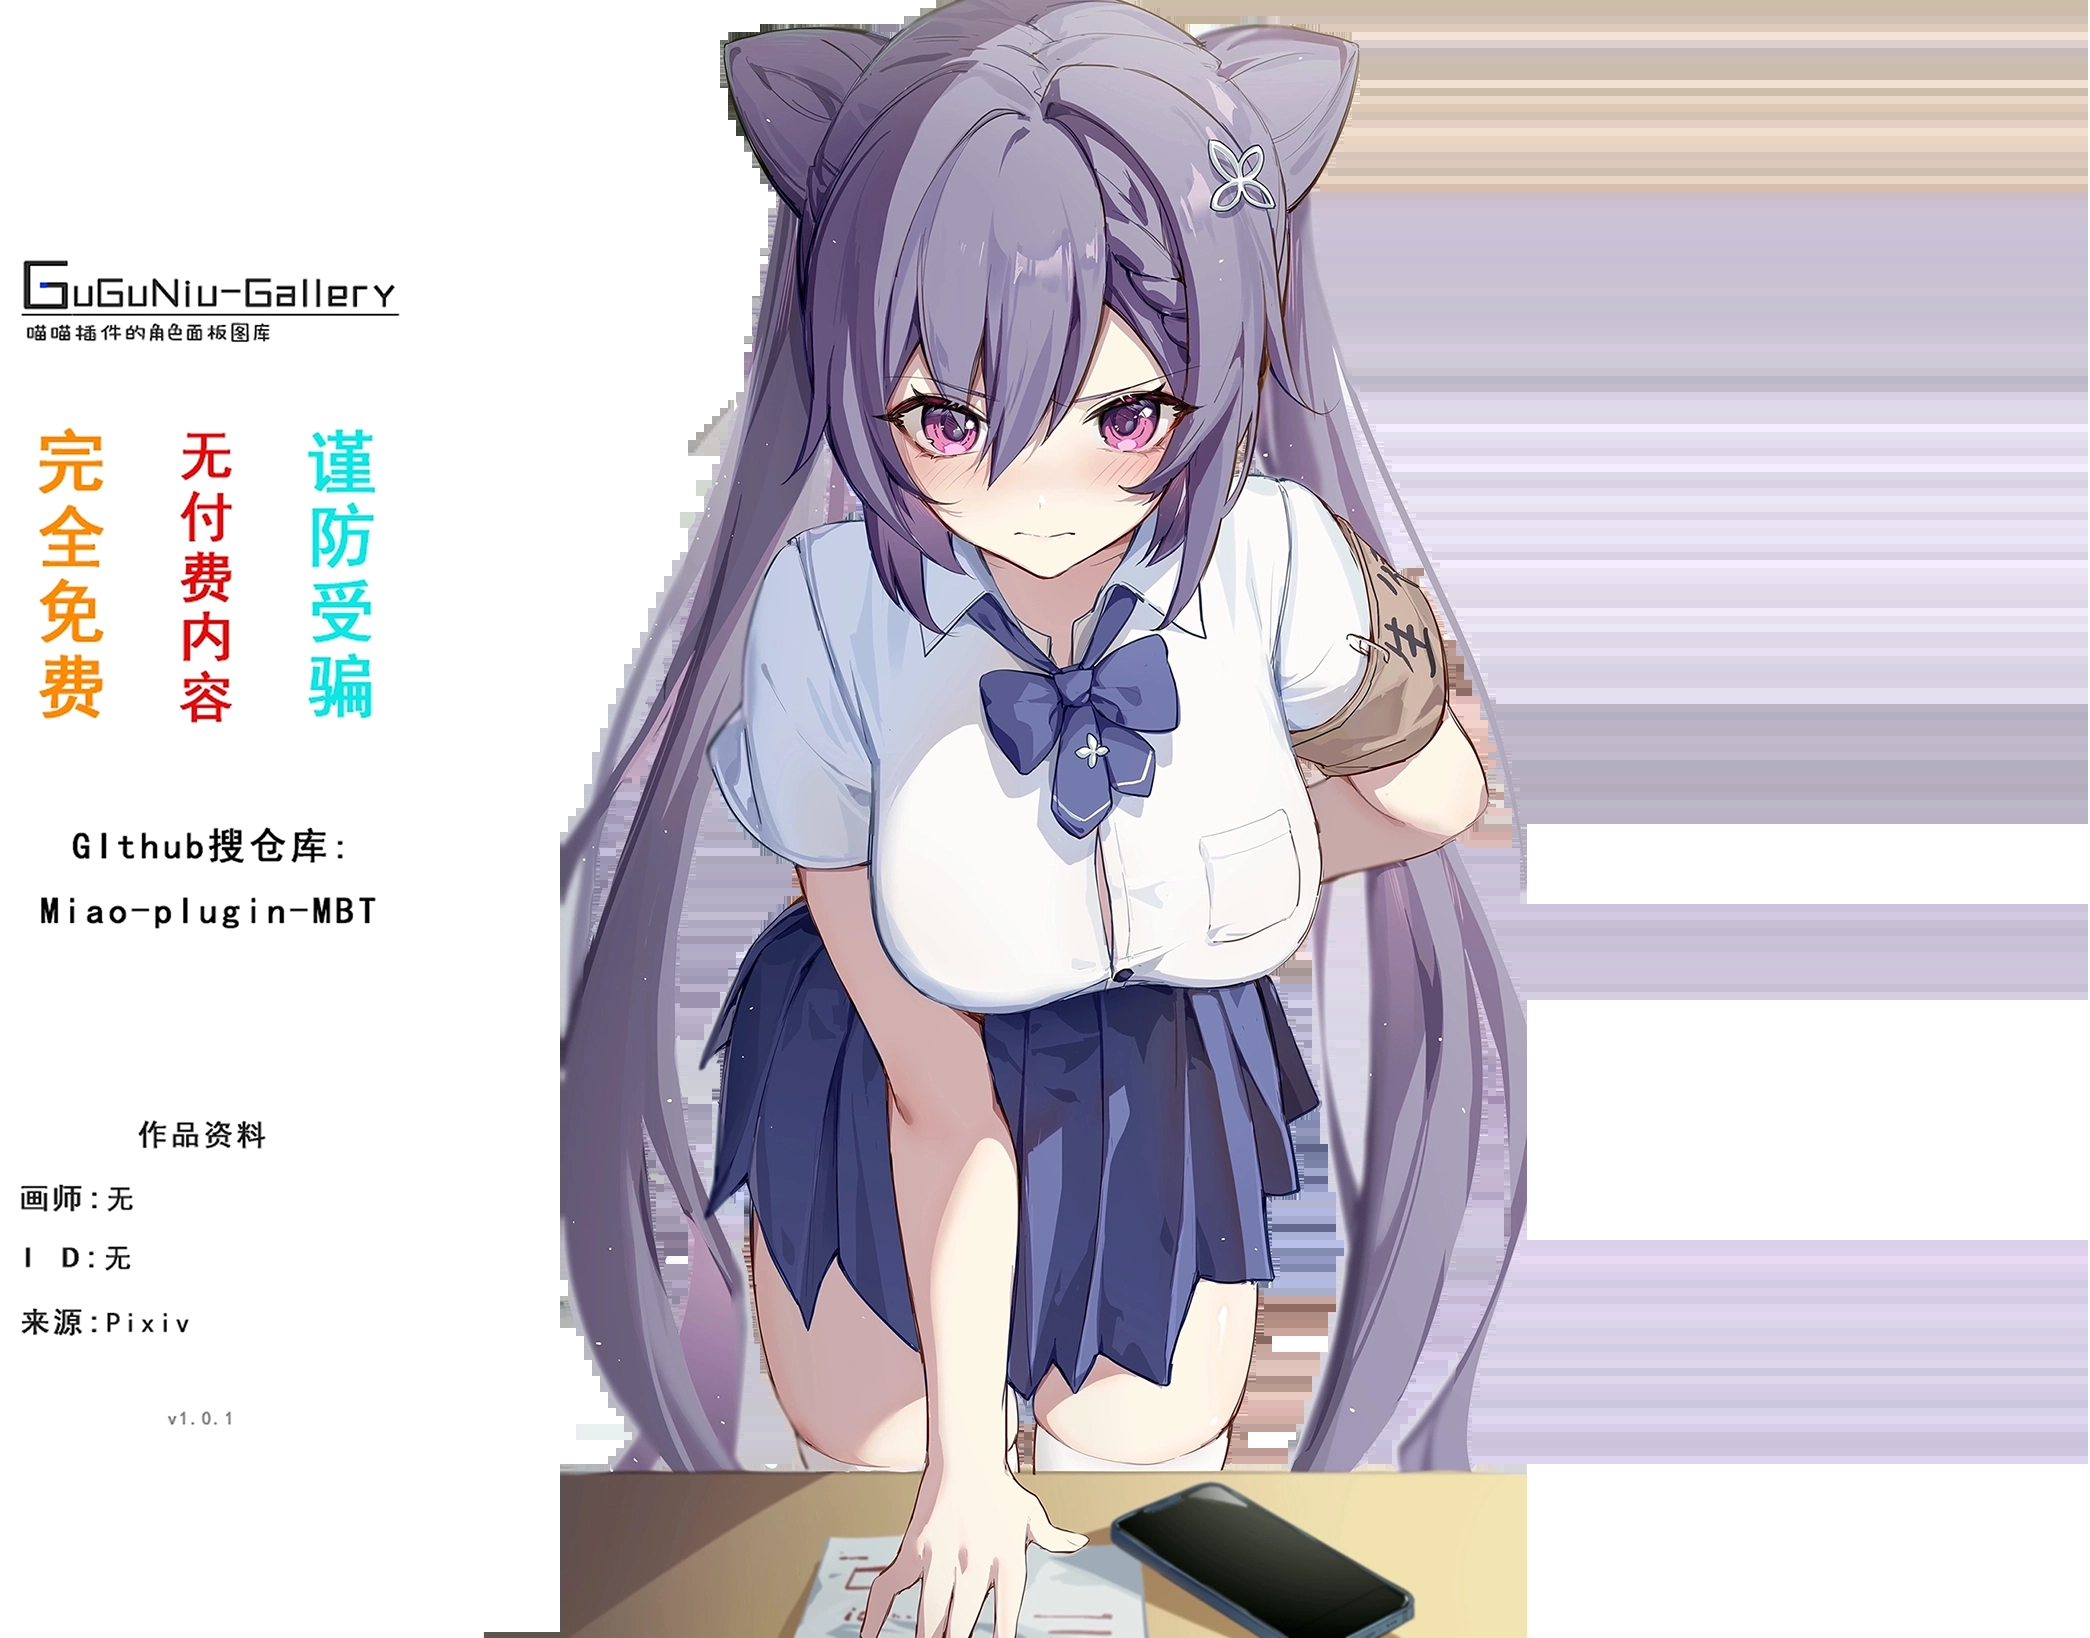 GuGuNiu-Gallery
喵喵插件的角色面板图库
完全免费
无付费内容
谨防受骗
GIthub搜仓库:
Miao-plugin-MBT
作品资料
画师:无
I D:无
来源:Pixiv
v1.0.1
生